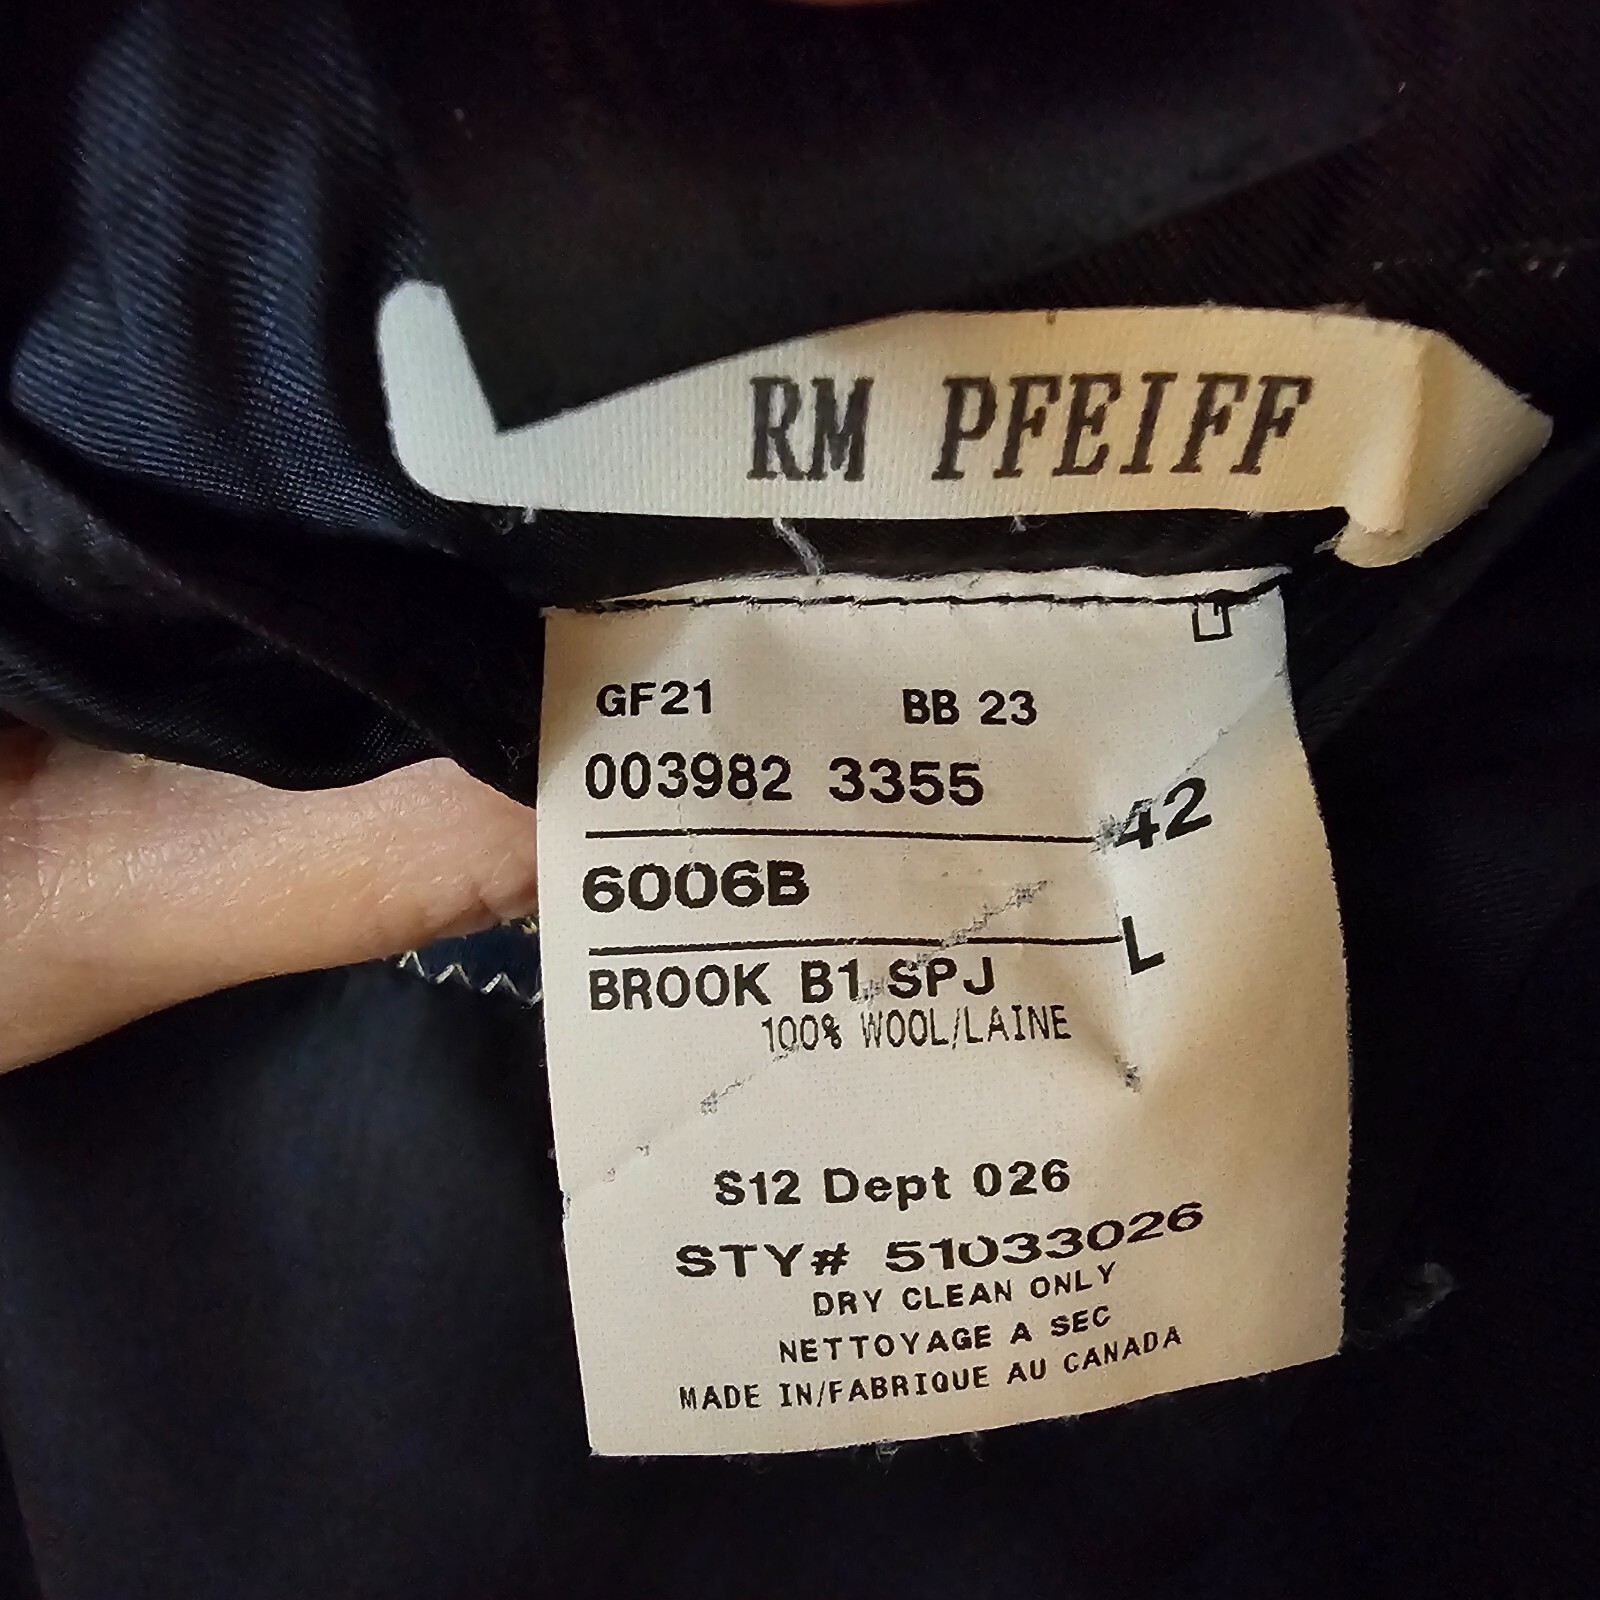 RM PFEIFF
GF21 BB 23
003982 3355
42
6006B
L
BROOK B1 SPJ
100% WOOL/LAINE
S12 Dept 026
STY# 51033026
DRY CLEAN ONLY
NETTOYAGE A SEC
MADE IN/FABRIQUE AU CANADA